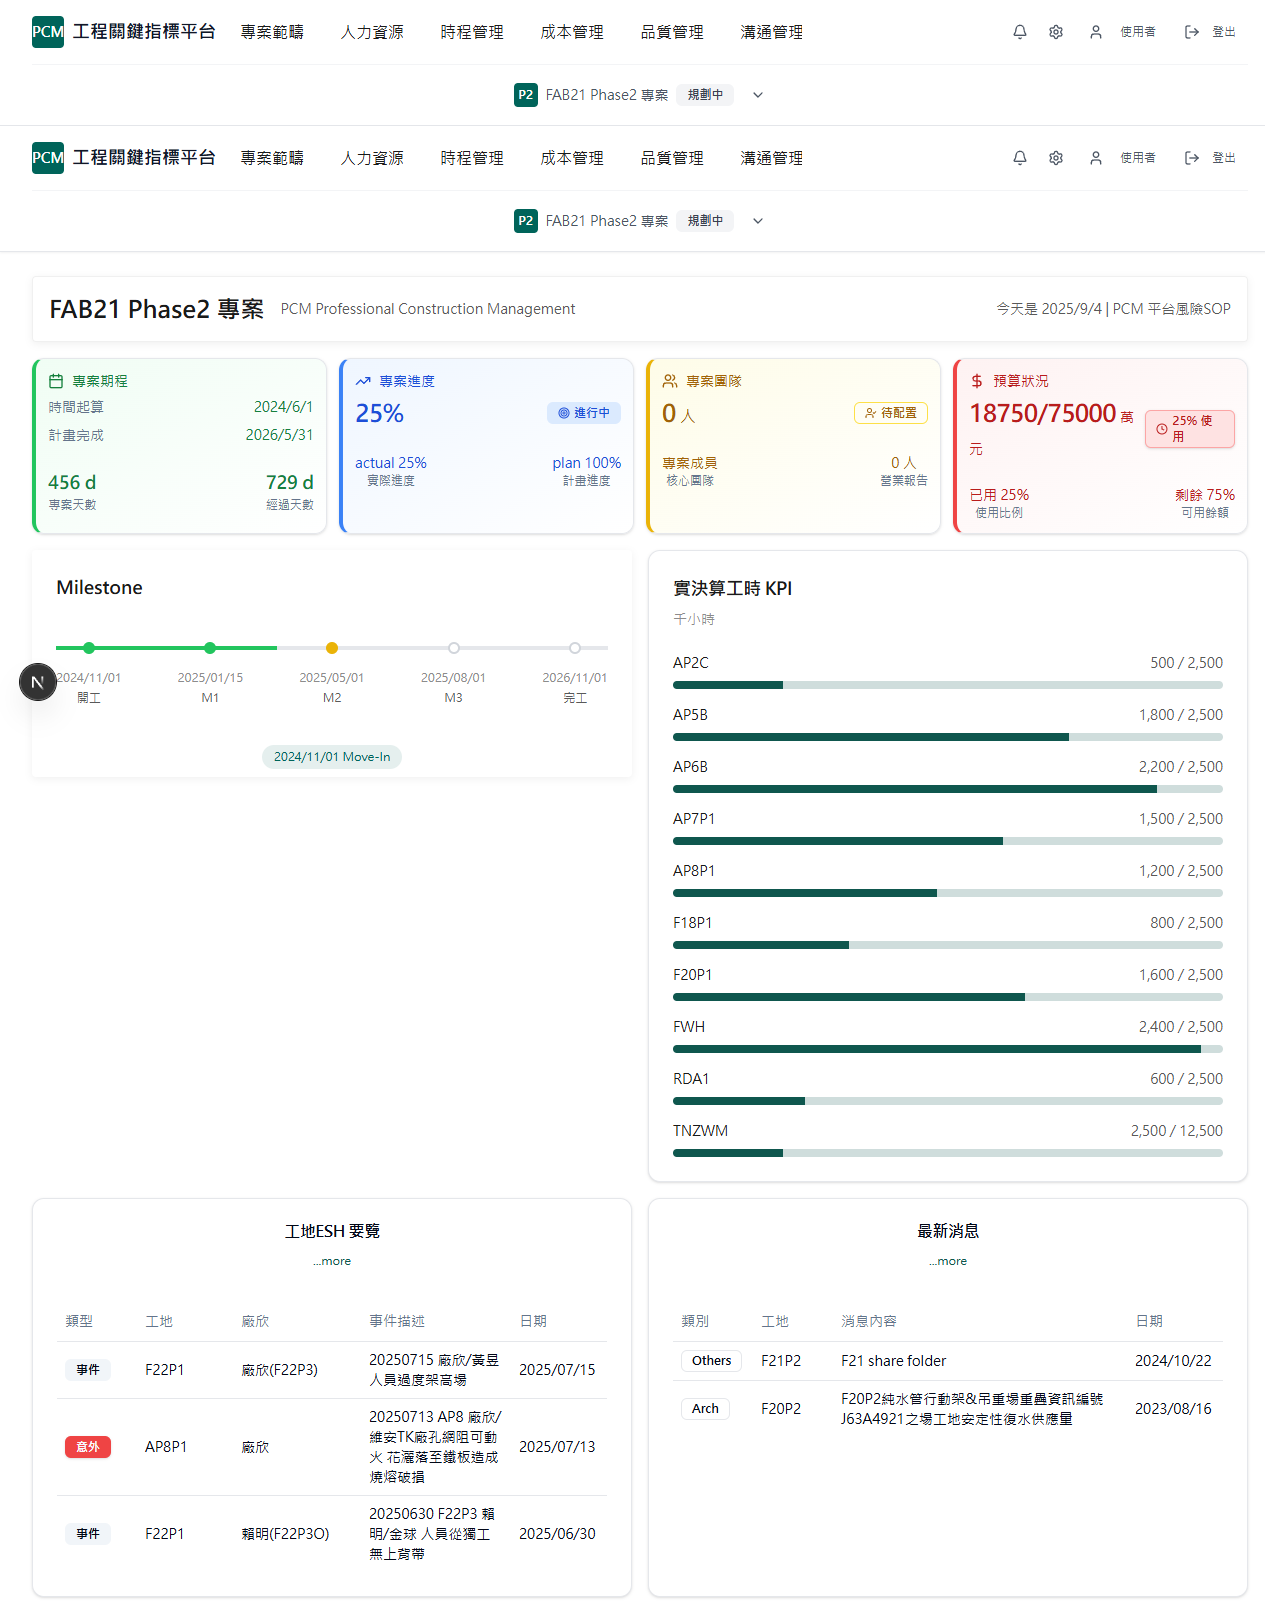 PCM 工程關鍵指標平台 專案範疇 人力資源 時程管理 成本管理 品質管理 溝通管理 使用者 登出
P2 FAB21 Phase2 專案 規劃中
PCM 工程關鍵指標平台 專案範疇 人力資源 時程管理 成本管理 品質管理 溝通管理 使用者 登出
P2 FAB21 Phase2 專案 規劃中
FAB21 Phase2 專案 PCM Professional Construction Management 今天是 2025/9/4 | PCM 平台風險SOP
專案期程
時間起算 2024/6/1
計畫完成 2026/5/31
456 d 729 d
專案天數 經過天數
專案進度
25% 進行中
actual 25% plan 100%
實際進度 計畫進度
專案團隊
0 人 待配置
專案成員 0 人
核心團隊 營業報告
預算狀況
18750/75000 萬
元
25% 使
用
已用 25% 剩餘 75%
使用比例 可用餘額
Milestone
2024/11/01 2025/01/15 2025/05/01 2025/08/01 2026/11/01
開工 M1 M2 M3 完工
2024/11/01 Move-In
N
實決算工時 KPI
千小時
AP2C 500 / 2,500
AP5B 1,800 / 2,500
AP6B 2,200 / 2,500
AP7P1 1,500 / 2,500
AP8P1 1,200 / 2,500
F18P1 800 / 2,500
F20P1 1,600 / 2,500
FWH 2,400 / 2,500
RDA1 600 / 2,500
TNZWM 2,500 / 12,500
工地ESH 要覽
...more
類型 工地 廠欣 事件描述 日期
事件 F22P1 廠欣(F22P3) 20250715 廠欣/黃昱
人員過度架高場 2025/07/15
意外 AP8P1 廠欣 20250713 AP8 廠欣/
維安TK廠孔網阻可動
火 花灑落至鐵板造成
燒熔破損 2025/07/13
事件 F22P1 賴明(F22P3O) 20250630 F22P3 賴
明/金球 人員從獨工
無上背帶 2025/06/30
最新消息
...more
類別 工地 消息內容 日期
Others F21P2 F21 share folder 2024/10/22
Arch F20P2 F20P2純水管行動架&吊重場重疊資訊編號
J63A4921之場工地安定性復水供應量 2023/08/16